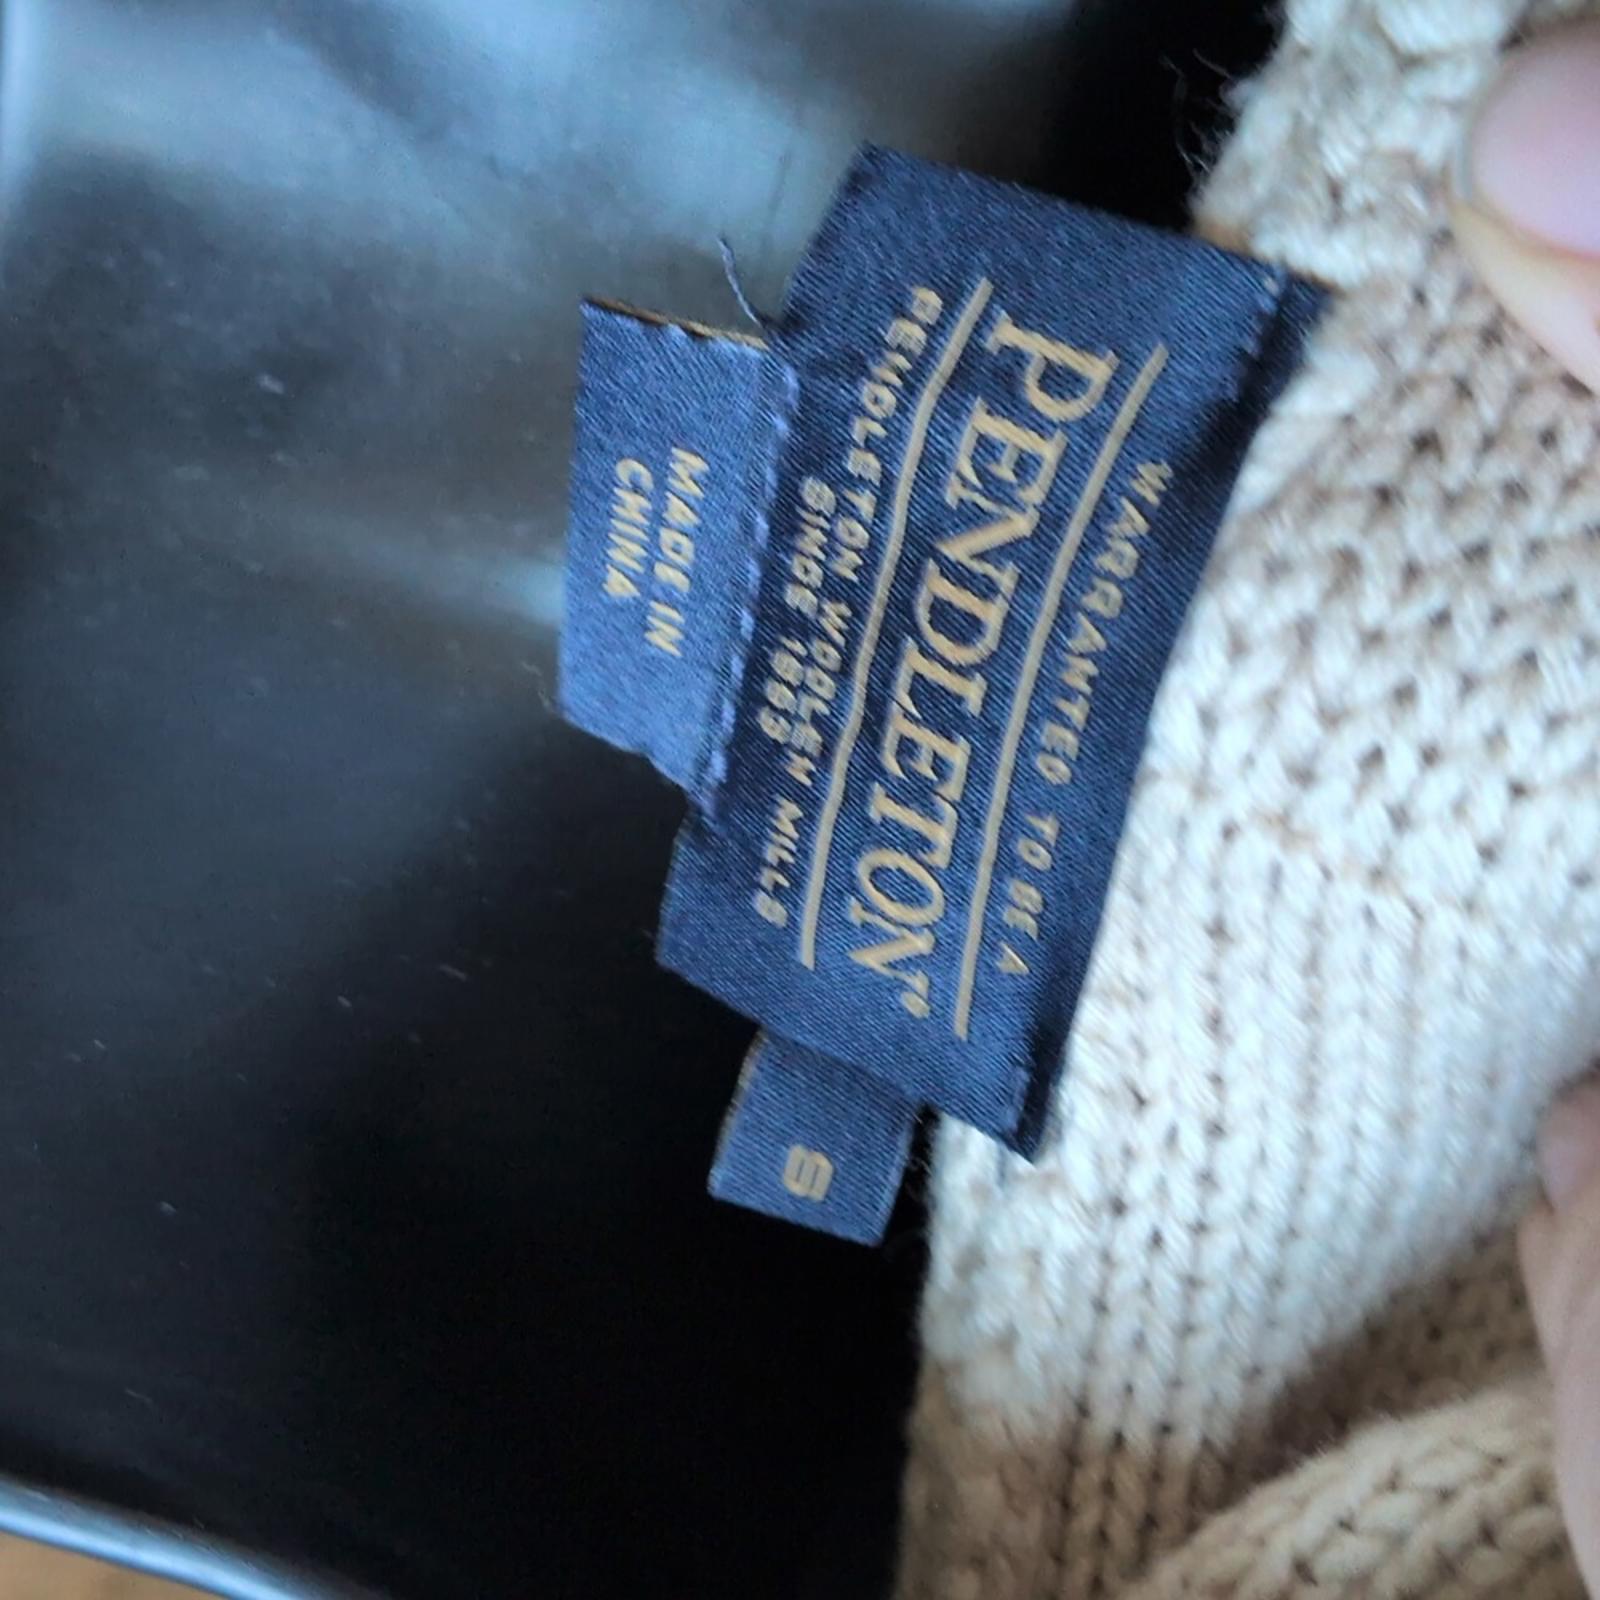 WARRANTED TO BE A
PENDLETON
PENDLETON WOOLEN MILLS
SINCE 1863
MADE IN
CHINA